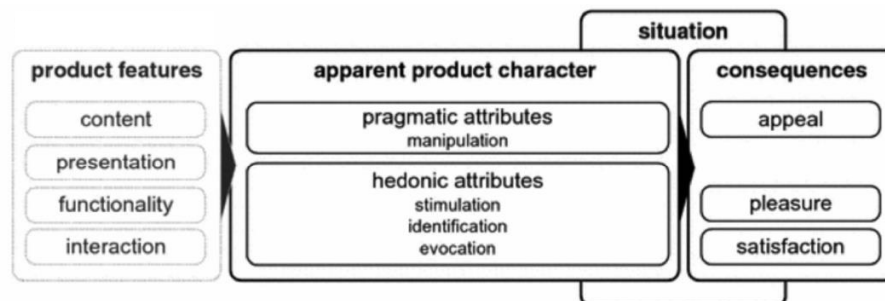 situation
product features
content
presentation
functionality
interaction
apparent product character
pragmatic attributes
manipulation
hedonic attributes
stimulation
identification
evocation
consequences
appeal
pleasure
satisfaction